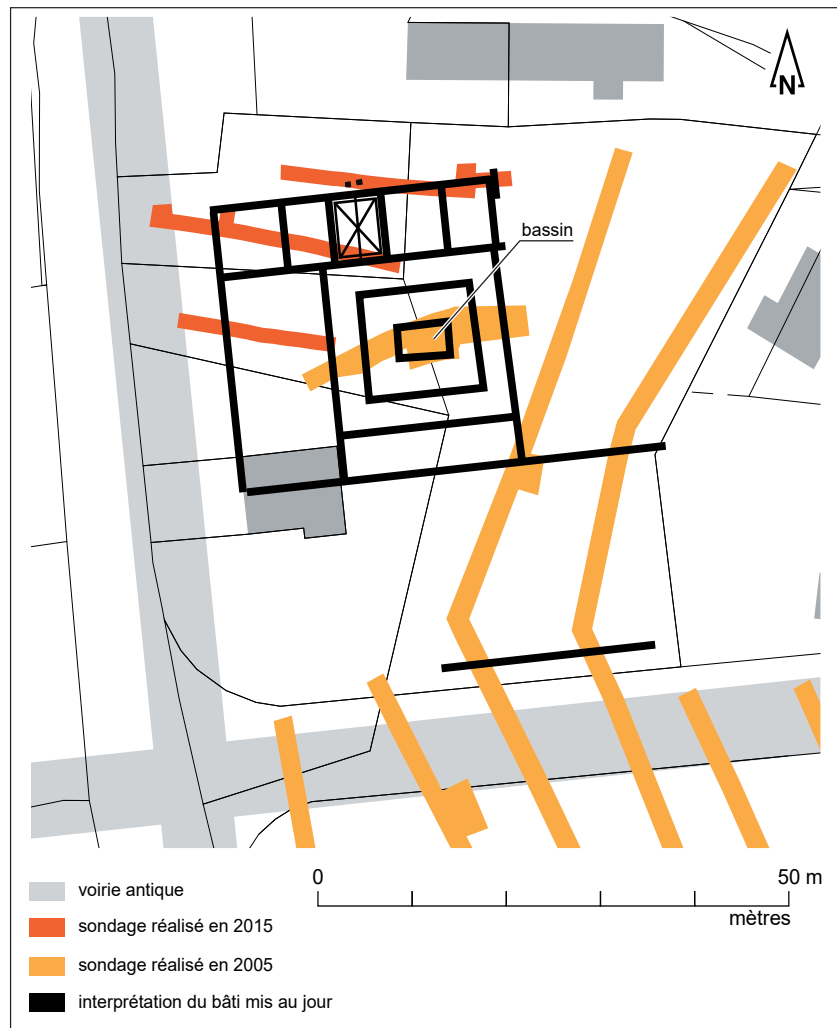 N
bassin
0
50 m
mètres
voirie antique
sondage réalisé en 2015
sondage réalisé en 2005
interprétation du bâti mis au jour